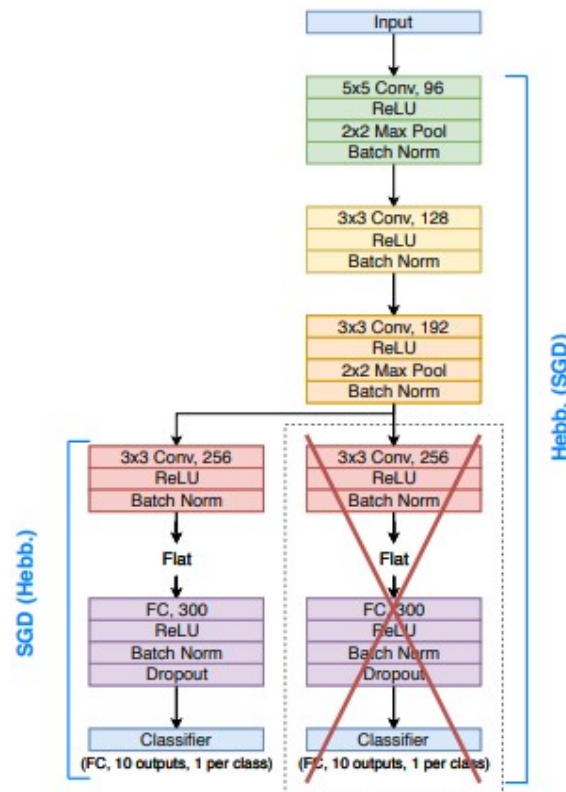 Input
5x5 Conv, 96
ReLU
2x2 Max Pool
Batch Norm
3x3 Conv, 128
ReLU
Batch Norm
3x3 Conv, 192
ReLU
2x2 Max Pool
Batch Norm
Hebb. (SGD)
SGD (Hebb.)
3x3 Conv, 256
ReLU
Batch Norm
Flat
FC, 300
ReLU
Batch Norm
Dropout
Classifier
(FC, 10 outputs, 1 per class)
3x3 Conv, 256
ReLU
Batch Norm
Flat
FC, 300
ReLU
Batch Norm
Dropout
Classifier
(FC, 10 outputs, 1 per class)